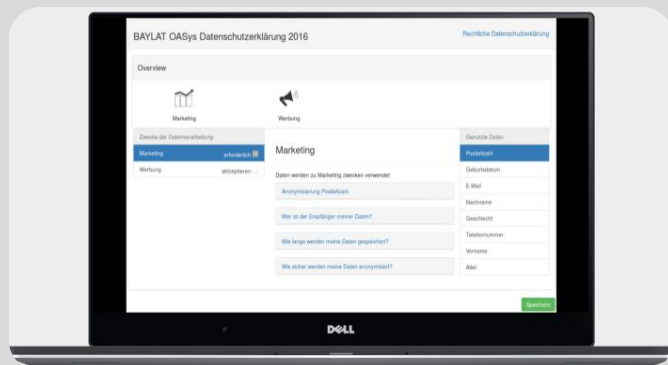 BAYLAT OASys Datenschutzerklärung 2016
Rechtliche Datenschutzerklärung
Overview
Marketing
Werbung
Zwecke der Datenverarbeitung
Marketing erforderlich
Werbung akzeptieren
Marketing
Daten werden zu Marketing zwecken verwendet
Anonymisierung Postleitzahl
Wer ist der Empfänger meiner Daten?
Wie lange werden meine Daten gespeichert?
Wie sicher werden meine Daten anonymisiert?
Genutzte Daten
Postleitzahl
Geburtsdatum
E-Mail
Nachname
Geschlecht
Telefonnummer
Vorname
Alter
Speichern
DELL